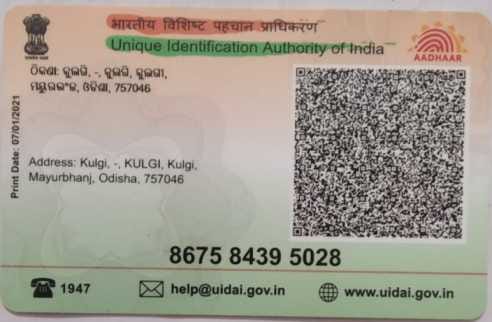 भारतीय विशिष्ट पहचान प्राधिकरण
Unique Identification Authority of India
AADHAAR
ଠିକଣା: କୁଲଗି, -, କୁଲଗି, କୁଲଗୀ,
ମୟୂରଭଂଜ, ଓଡିଶା, 757046
Print Date: 07/01/2021
Address: Kulgi, -, KULGI, Kulgi,
Mayurbhanj, Odisha, 757046
8675 8439 5028
1947
help@uidai.gov.in
www.uidai.gov.in